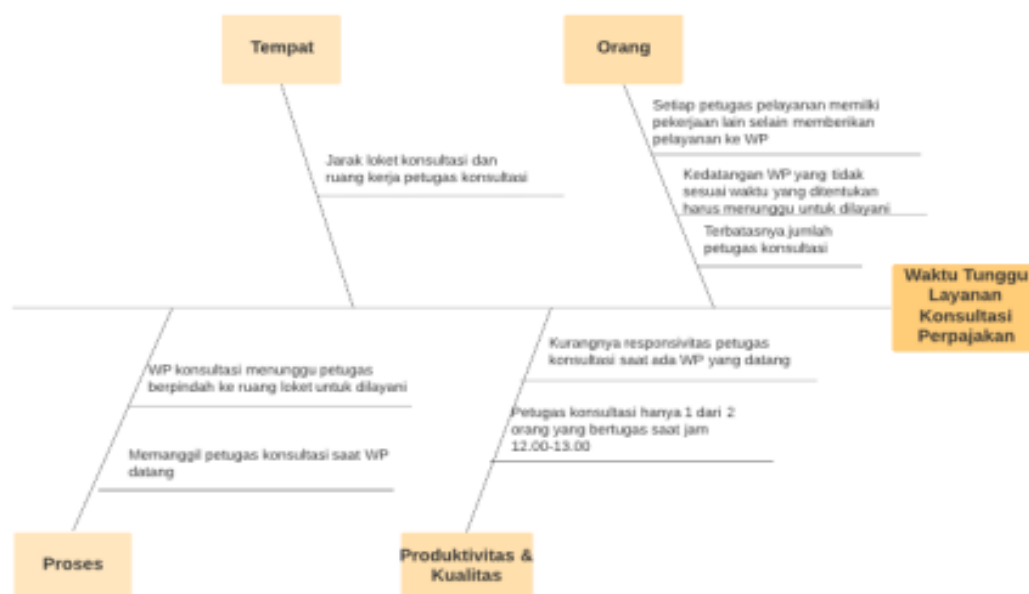 Tempat
Orang
Setiap petugas pelayanan memilki
pekerjaan lain selain memberikan
pelayanan ke WP
Jarak loket konsultasi dan
ruang kerja petugas konsultasi
Kedatangan WP yang tidak
sesuai waktu yang ditentukan
harus menunggu untuk dilayani
Terbatasnya jumlah
petugas konsultasi
Waktu Tunggu
Layanan
Konsultasi
Perpajakan
Kurangnya responsivitas petugas
konsultasi saat ada WP yang datang
WP konsultasi menunggu petugas
berpindah ke ruang loket untuk dilayani
Petugas konsultasi hanya 1 dari 2
orang yang bertugas saat jam
12.00-13.00
Memanggil petugas konsultasi saat WP
datang
Proses
Produktivitas &
Kualitas